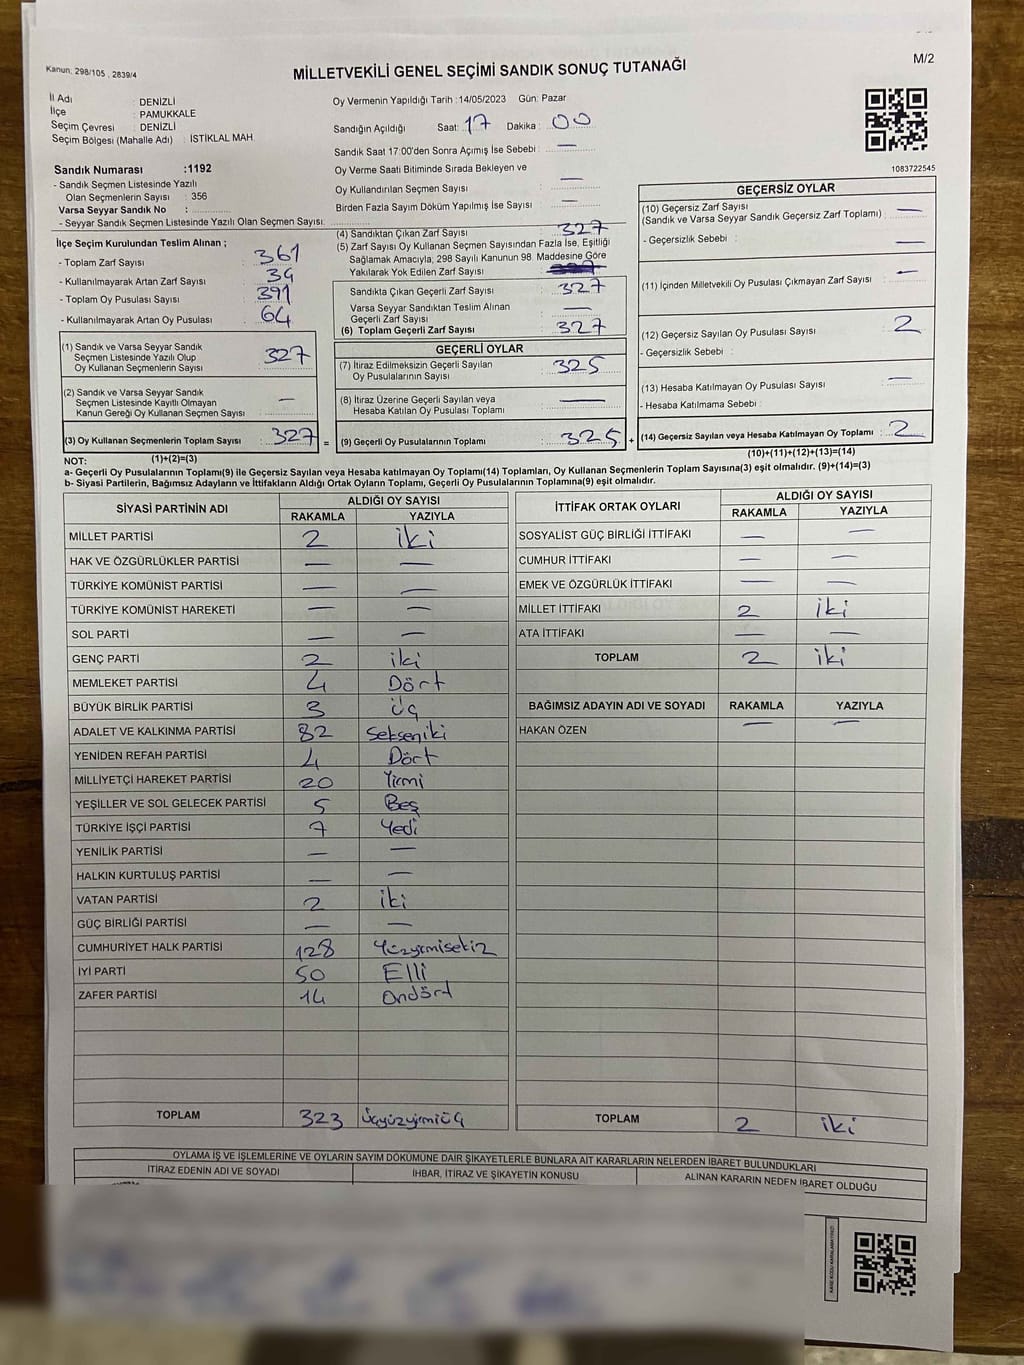 M/2
Kanun: 298/105 , 2839/4
MİLLETVEKİLİ GENEL SEÇİMİ SANDIK SONUÇ TUTANAĞI
İl Adı : DENİZLİ
İlçe : PAMUKKALE
Seçim Çevresi : DENİZLİ
Seçim Bölgesi (Mahalle Adı) : İSTİKLAL MAH.
Sandık Numarası :1192
- Sandık Seçmen Listesinde Yazılı
Olan Seçmenlerin Sayısı : 356
Varsa Seyyar Sandık No :
- Seyyar Sandık Seçmen Listesinde Yazılı Olan Seçmen Sayısı:
Oy Vermenin Yapıldığı Tarih :14/05/2023 Gün: Pazar
Sandığın Açıldığı Saat: 17 Dakika : 00
Sandık Saat 17:00'den Sonra Açımış İse Sebebi : —
Oy Verme Saati Bitiminde Sırada Bekleyen ve
Oy Kullandırılan Seçmen Sayısı : —
Birden Fazla Sayım Döküm Yapılmış İse Sayısı : —
1083722545
İlçe Seçim Kurulundan Teslim Alınan ;
- Toplam Zarf Sayısı : 361
- Kullanılmayarak Artan Zarf Sayısı : 34
- Toplam Oy Pusulası Sayısı : 391
- Kullanılmayarak Artan Oy Pusulası : 64
(1) Sandık ve Varsa Seyyar Sandık
Seçmen Listesinde Yazılı Olup
Oy Kullanan Seçmenlerin Sayısı : 327
(2) Sandık ve Varsa Seyyar Sandık
Seçmen Listesinde Kayıtlı Olmayan
Kanun Gereği Oy Kullanan Seçmen Sayısı : —
(3) Oy Kullanan Seçmenlerin Toplam Sayısı : 327 =
(1)+(2)=(3)
(4) Sandıktan Çıkan Zarf Sayısı : 327
(5) Zarf Sayısı Oy Kullanan Seçmen Sayısından Fazla İse, Eşitliği
Sağlamak Amacıyla, 298 Sayılı Kanunun 98. Maddesine Göre
Yakılarak Yok Edilen Zarf Sayısı :
Sandıkta Çıkan Geçerli Zarf Sayısı : 327
Varsa Seyyar Sandıktan Teslim Alınan
Geçerli Zarf Sayısı : —
(6) Toplam Geçerli Zarf Sayısı : 327
GEÇERLİ OYLAR
(7) İtiraz Edilmeksizin Geçerli Sayılan
Oy Pusulalarının Sayısı : 325
(8) İtiraz Üzerine Geçerli Sayılan veya
Hesaba Katılan Oy Pusulası Toplamı : —
(9) Geçerli Oy Pusulalarının Toplamı : 325 +
GEÇERSİZ OYLAR
(10) Geçersiz Zarf Sayısı
(Sandık ve Varsa Seyyar Sandık Geçersiz Zarf Toplamı) : —
- Geçersizlik Sebebi : —
(11) İçinden Milletvekili Oy Pusulası Çıkmayan Zarf Sayısı : —
(12) Geçersiz Sayılan Oy Pusulası Sayısı : 2
- Geçersizlik Sebebi :
(13) Hesaba Katılmayan Oy Pusulası Sayısı : —
- Hesaba Katılmama Sebebi :
(14) Geçersiz Sayılan veya Hesaba Katılmayan Oy Toplamı : 2
(10)+(11)+(12)+(13)=(14)
NOT:
a- Geçerli Oy Pusulalarının Toplamı(9) ile Geçersiz Sayılan veya Hesaba katılmayan Oy Toplamı(14) Toplamları, Oy Kullanan Seçmenlerin Toplam Sayısına(3) eşit olmalıdır. (9)+(14)=(3)
b- Siyasi Partilerin, Bağımsız Adayların ve İttifakların Aldığı Ortak Oyların Toplamı, Geçerli Oy Pusulalarının Toplamına(9) eşit olmalıdır.
SİYASİ PARTİNİN ADI ALDIĞI OY SAYISI
RAKAMLA YAZIYLA
MİLLET PARTİSİ 2 iki
HAK VE ÖZGÜRLÜKLER PARTİSİ — —
TÜRKİYE KOMÜNİST PARTİSİ — —
TÜRKİYE KOMÜNİST HAREKETİ — —
SOL PARTİ — —
GENÇ PARTİ 2 iki
MEMLEKET PARTİSİ 4 Dört
BÜYÜK BİRLİK PARTİSİ 3 üç
ADALET VE KALKINMA PARTİSİ 82 Sekseniki
YENİDEN REFAH PARTİSİ 4 Dört
MİLLİYETÇİ HAREKET PARTİSİ 20 Yirmi
YEŞİLLER VE SOL GELECEK PARTİSİ 5 Beş
TÜRKİYE İŞÇİ PARTİSİ 7 Yedi
YENİLİK PARTİSİ — —
HALKIN KURTULUŞ PARTİSİ — —
VATAN PARTİSİ 2 iki
GÜÇ BİRLİĞİ PARTİSİ — —
CUMHURİYET HALK PARTİSİ 128 Yüzyirmisekiz
İYİ PARTİ 50 Elli
ZAFER PARTİSİ 14 Ondört
TOPLAM 323 Üçyüzyirmiüç
İTTİFAK ORTAK OYLARI ALDIĞI OY SAYISI
RAKAMLA YAZIYLA
SOSYALİST GÜÇ BİRLİĞİ İTTİFAKI — —
CUMHUR İTTİFAKI — —
EMEK VE ÖZGÜRLÜK İTTİFAKI — —
MİLLET İTTİFAKI 2 iki
ATA İTTİFAKI — —
TOPLAM 2 iki
BAĞIMSIZ ADAYIN ADI VE SOYADI RAKAMLA YAZIYLA
HAKAN ÖZEN — —
TOPLAM 2 iki
OYLAMA İŞ VE İŞLEMLERİNE VE OYLARIN SAYIM DÖKÜMÜNE DAİR ŞİKAYETLERLE BUNLARA AİT KARARLARIN NELERDEN İBARET BULUNDUKLARI
İTİRAZ EDENİN ADI VE SOYADI İHBAR, İTİRAZ VE ŞİKAYETİN KONUSU ALINAN KARARIN NEDEN İBARET OLDUĞU